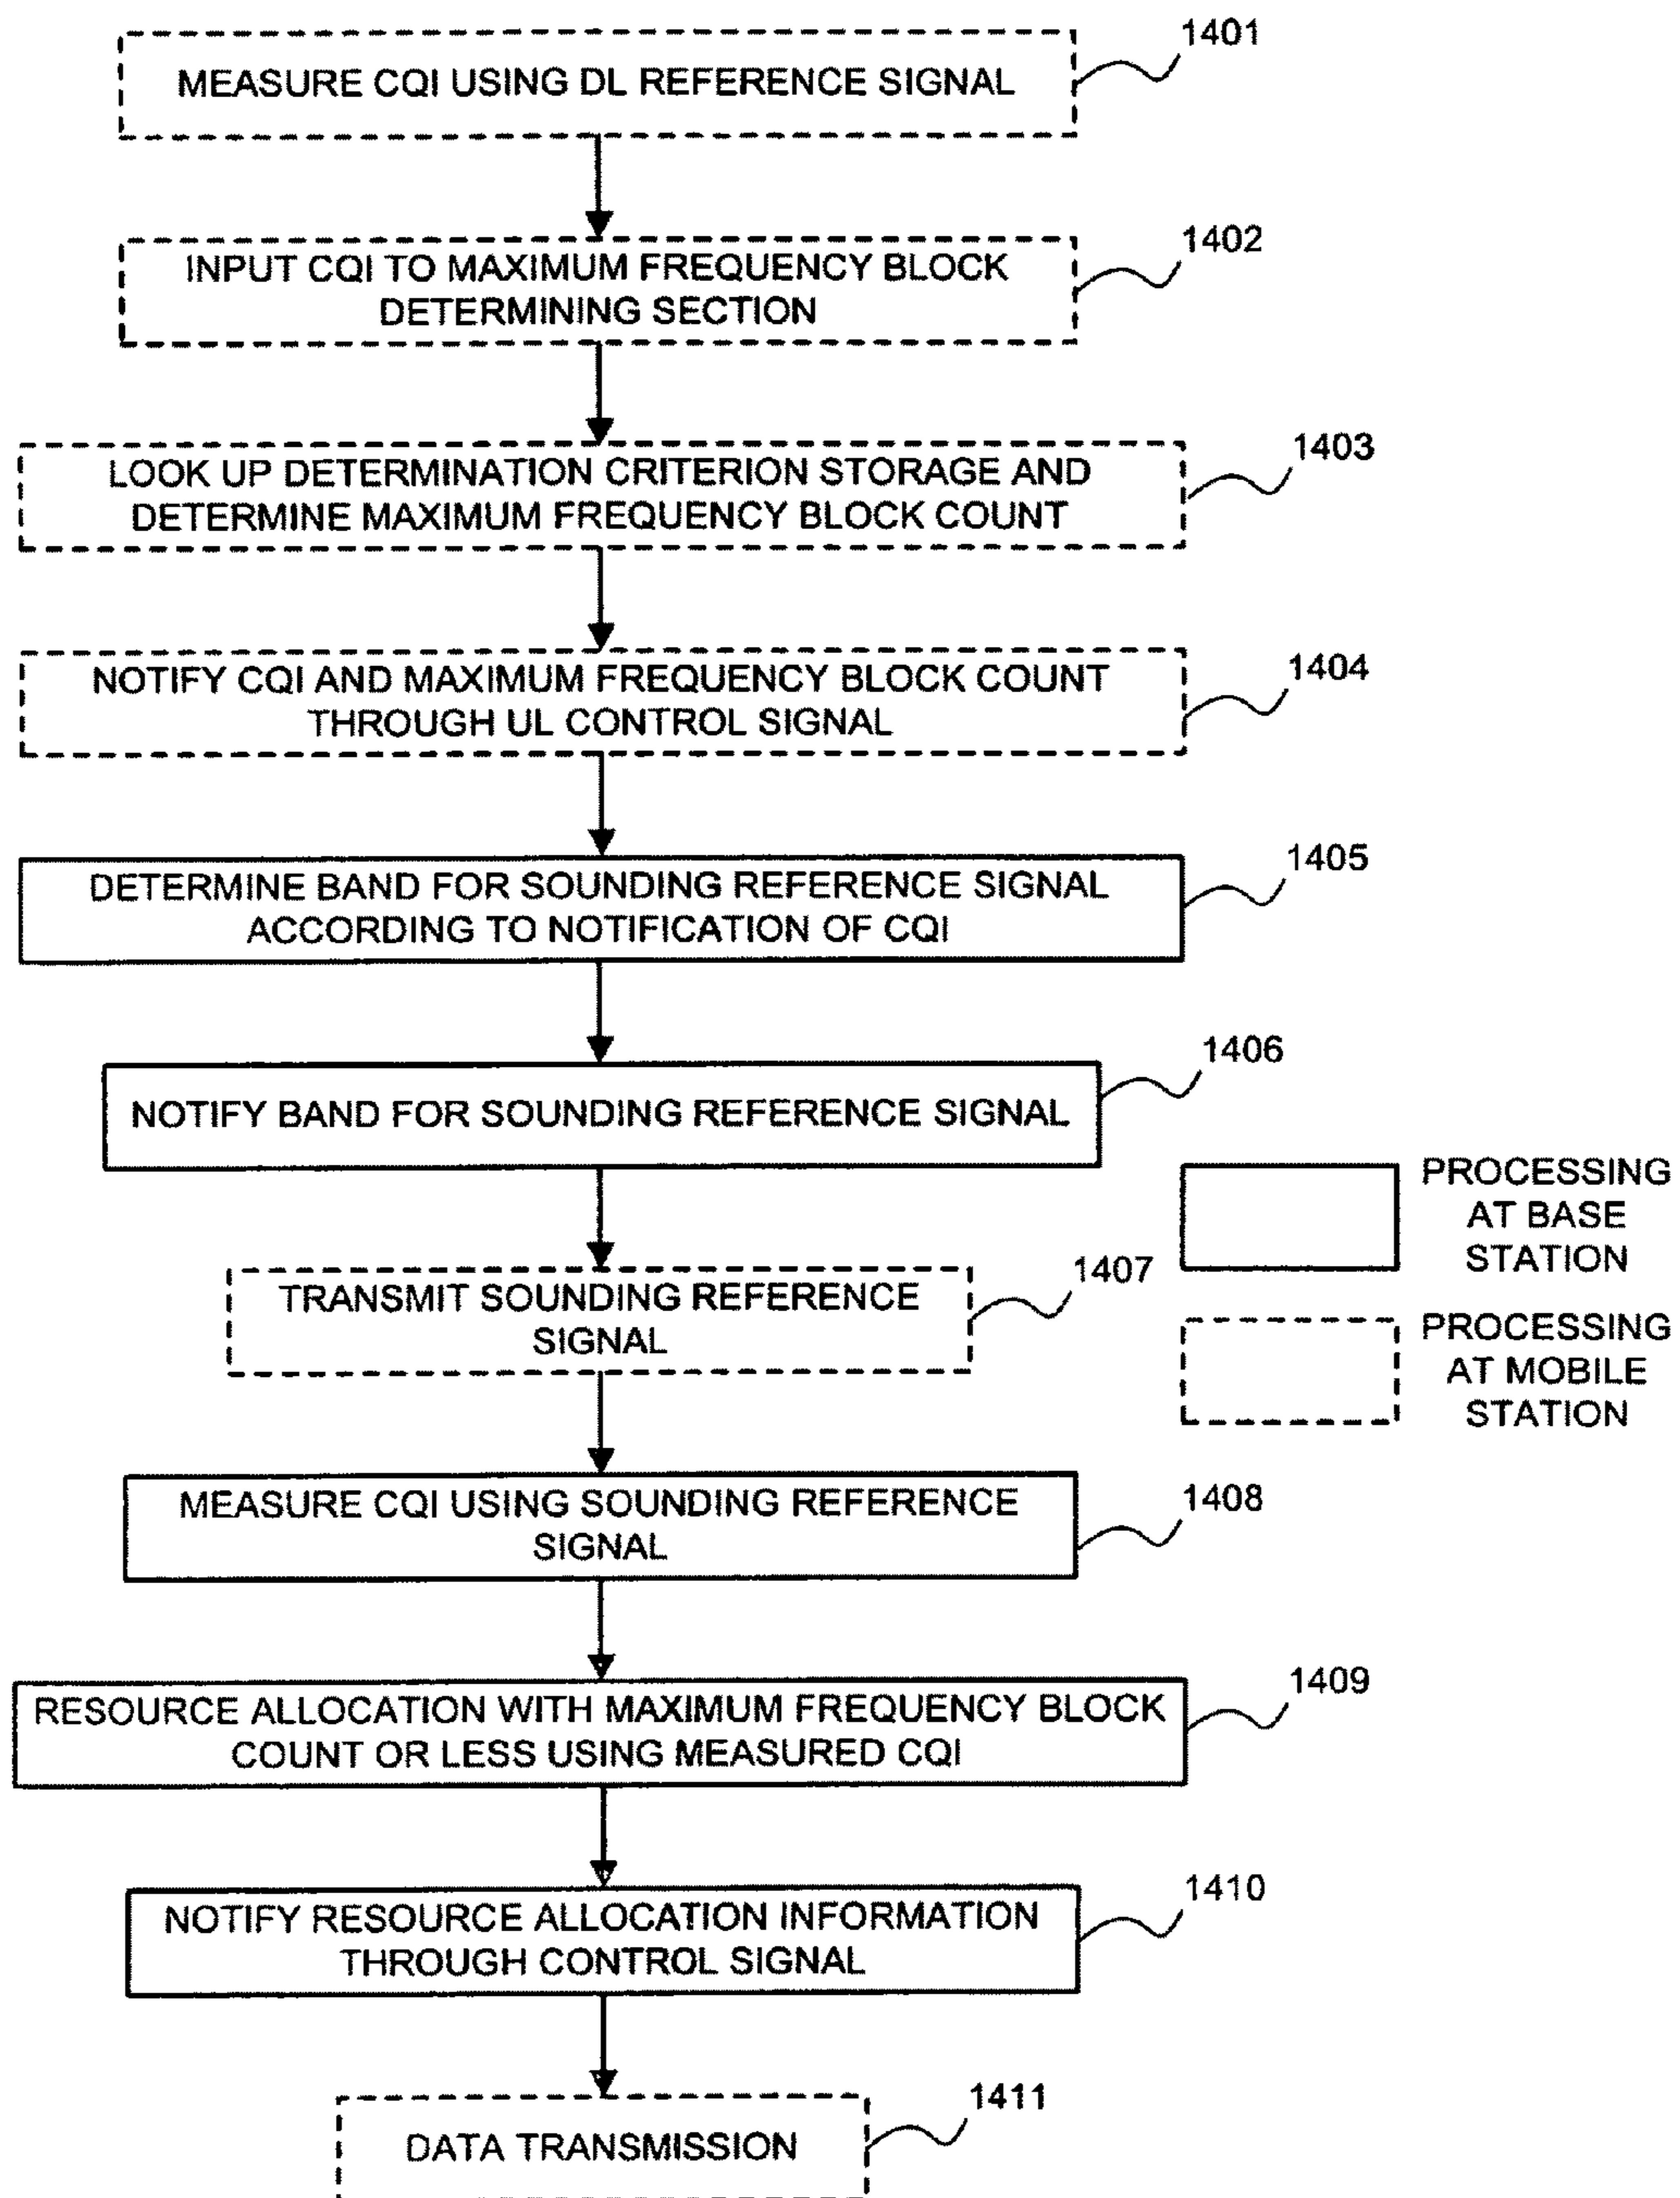 1401
MEASURE CQI USING DL REFERENCE SIGNAL
1402
INPUT CQI TO MAXIMUM FREQUENCY BLOCK
DETERMINING SECTION
1403
LOOK UP DETERMINATION CRITERION STORAGE AND
DETERMINE MAXIMUM FREQUENCY BLOCK COUNT
1404
NOTIFY CQI AND MAXIMUM FREQUENCY BLOCK COUNT
THROUGH UL CONTROL SIGNAL
1405
DETERMINE BAND FOR SOUNDING REFERENCE SIGNAL
ACCORDING TO NOTIFICATION OF CQI
1406
NOTIFY BAND FOR SOUNDING REFERENCE SIGNAL
PROCESSING
AT BASE
STATION
1407
TRANSMIT SOUNDING REFERENCE
SIGNAL
PROCESSING
AT MOBILE
STATION
1408
MEASURE CQI USING SOUNDING REFERENCE
SIGNAL
1409
RESOURCE ALLOCATION WITH MAXIMUM FREQUENCY BLOCK
COUNT OR LESS USING MEASURED CQI
1410
NOTIFY RESOURCE ALLOCATION INFORMATION
THROUGH CONTROL SIGNAL
1411
DATA TRANSMISSION